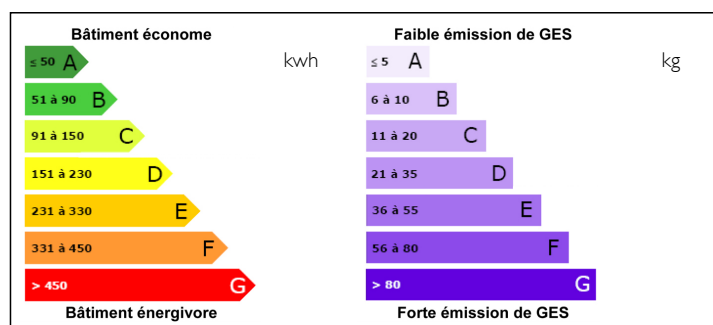 Bâtiment économe
≤ 50 A
kwh
51 à 90 B
91 à 150 C
151 à 230 D
231 à 330 E
331 à 450 F
> 450 G
Bâtiment énergivore
Faible émission de GES
≤ 5 A
kg
6 à 10 B
11 à 20 C
21 à 35 D
36 à 55 E
56 à 80 F
> 80 G
Forte émission de GES